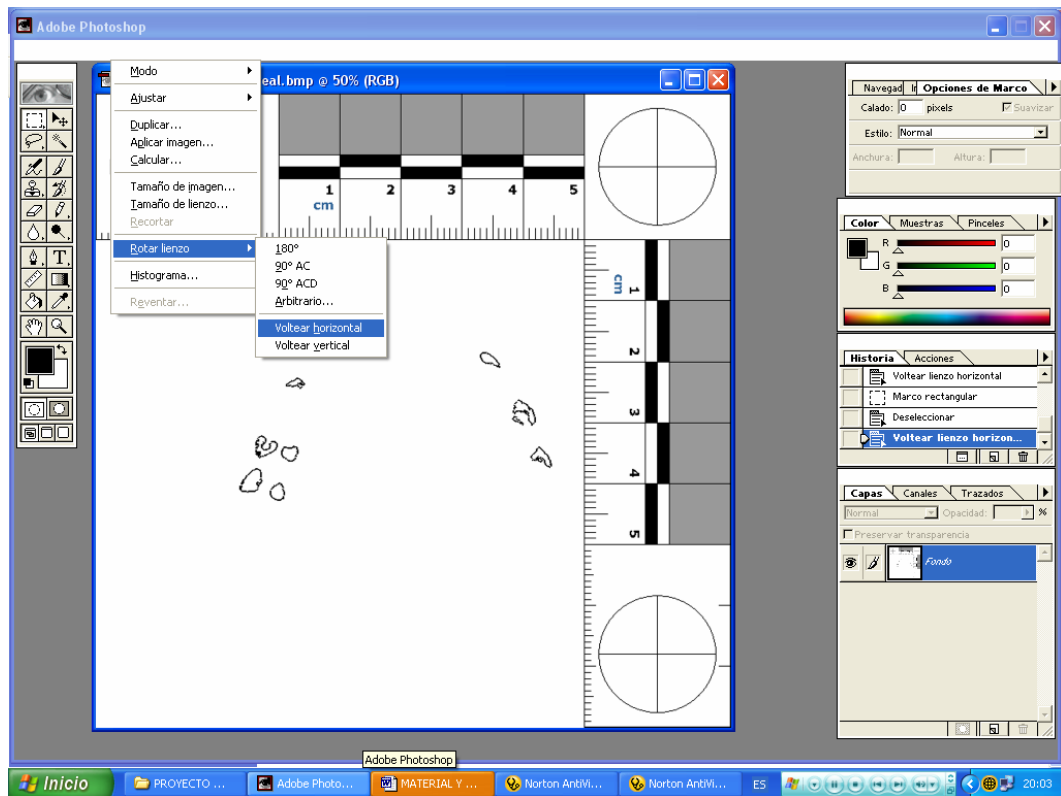 Adobe Photoshop
eal.bmp @ 50% (RGB)
Modo
Ajustar
Duplicar...
Aplicar imagen...
Calcular...
Tamaño de imagen...
Tamaño de lienzo...
Recortar
Rotar lienzo
Histograma...
Reventar...
180°
90° AC
90° ACD
Arbitrario...
Voltear horizontal
Voltear vertical
1 2 3 4 5
cm
cm
1
2
3
4
5
T
Navegad Ir Opciones de Marco
Calado: 0 pixels Suavizar
Estilo: Normal
Anchura: Altura:
Color Muestras Pinceles
R 0
G 0
B 0
Historia Acciones
Voltear lienzo horizontal
Marco rectangular
Deseleccionar
Voltear lienzo horizon...
Capas Canales Trazados
Normal Opacidad: %
Preservar transparencia
Fondo
Adobe Photoshop
Inicio PROYECTO ... Adobe Photo... MATERIAL Y ... Norton AntiVi... Norton AntiVi... ES 20:03